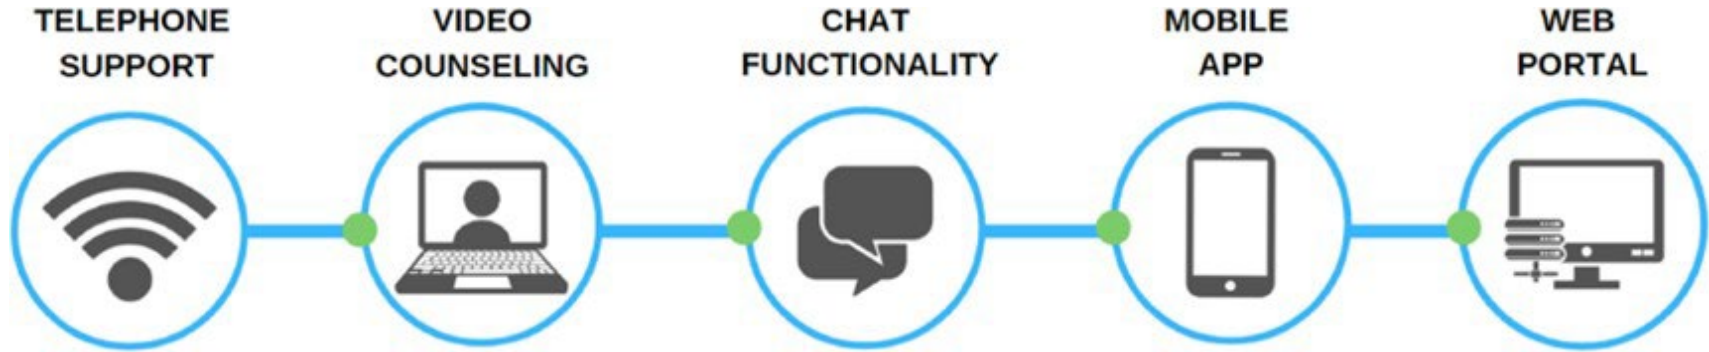 TELEPHONE
SUPPORT
VIDEO
COUNSELING
CHAT
FUNCTIONALITY
MOBILE
APP
WEB
PORTAL